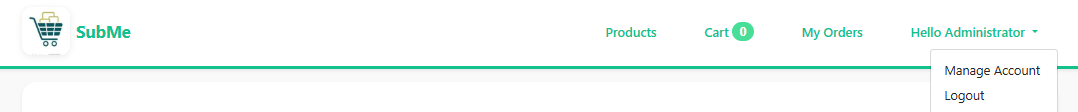 SubMe Products Cart 0 My Orders Hello Administrator
Manage Account
Logout